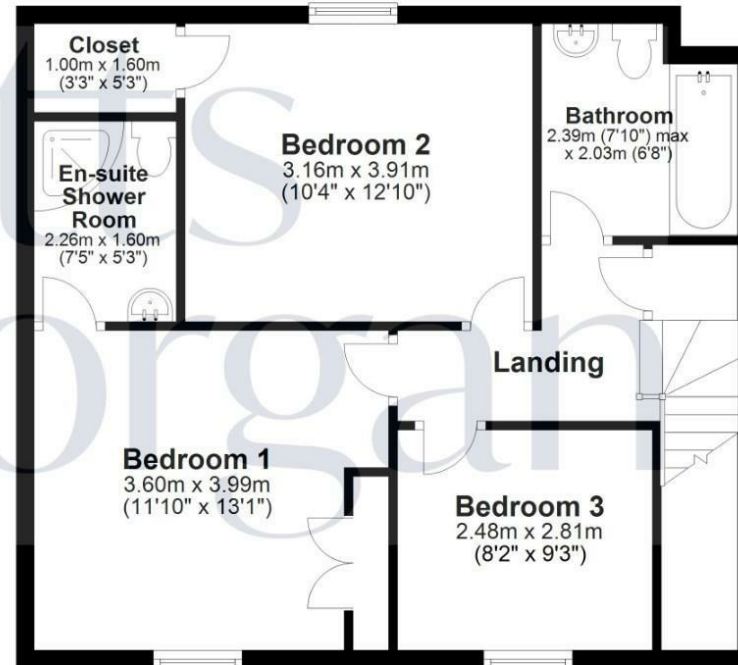 Closet
1.00m x 1.60m
(3'3" x 5'3")
En-suite
Shower
Room
2.26m x 1.60m
(7'5" x 5'3")
Bedroom 2
3.16m x 3.91m
(10'4" x 12'10")
Bathroom
2.39m (7'10") max
x 2.03m (6'8")
Landing
Bedroom 1
3.60m x 3.99m
(11'10" x 13'1")
Bedroom 3
2.48m x 2.81m
(8'2" x 9'3")
tts
organ